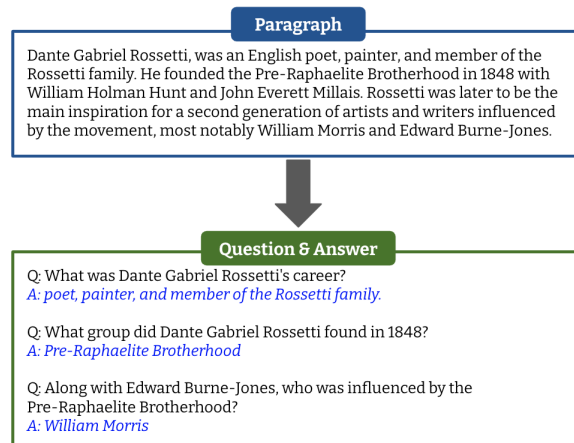 Paragraph
Dante Gabriel Rossetti, was an English poet, painter, and member of the
Rossetti family. He founded the Pre-Raphaelite Brotherhood in 1848 with
William Holman Hunt and John Everett Millais. Rossetti was later to be the
main inspiration for a second generation of artists and writers influenced
by the movement, most notably William Morris and Edward Burne-Jones.
Question & Answer
Q: What was Dante Gabriel Rossetti's career?
A: poet, painter, and member of the Rossetti family.
Q: What group did Dante Gabriel Rossetti found in 1848?
A: Pre-Raphaelite Brotherhood
Q: Along with Edward Burne-Jones, who was influenced by the
Pre-Raphaelite Brotherhood?
A: William Morris